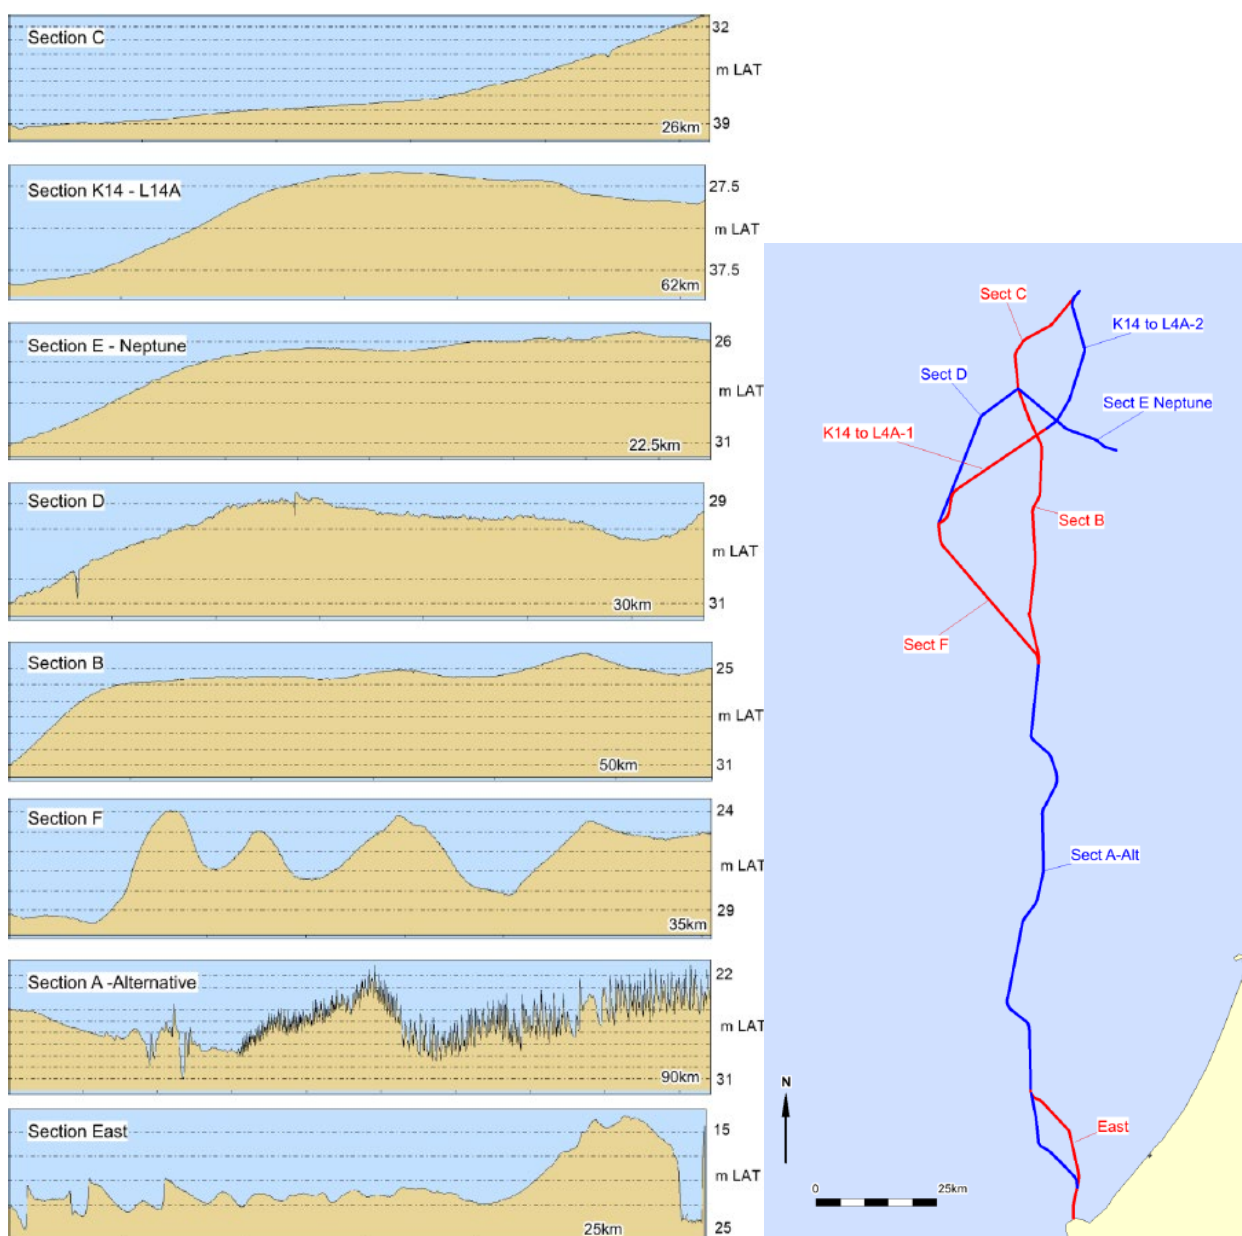 Section C
32
m LAT
39
26km
Section K14 - L14A
27.5
m LAT
37.5
62km
Section E - Neptune
26
m LAT
31
22.5km
Section D
29
m LAT
31
30km
Section B
25
m LAT
31
50km
Section F
24
m LAT
29
35km
Section A -Alternative
22
m LAT
31
90km
Section East
15
m LAT
25
25km
Sect C
K14 to L4A-2
Sect D
Sect E Neptune
K14 to L4A-1
Sect B
Sect F
Sect A-Alt
East
N
0
25km